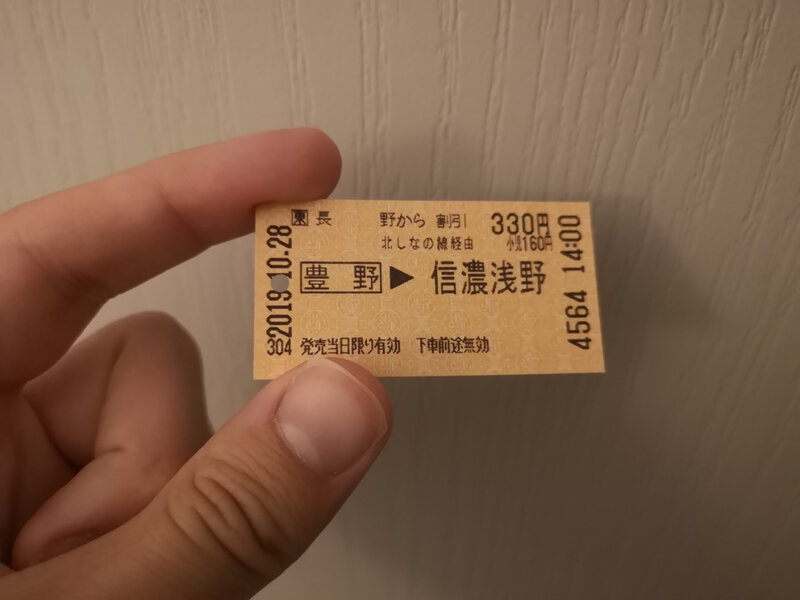 東 長 野から 割引 330円
北しなの線経由 小児160円
豊 野 ▶ 信濃浅野
304 発売当日限り有効 下車前途無効
2019.10.28
4564 14:00